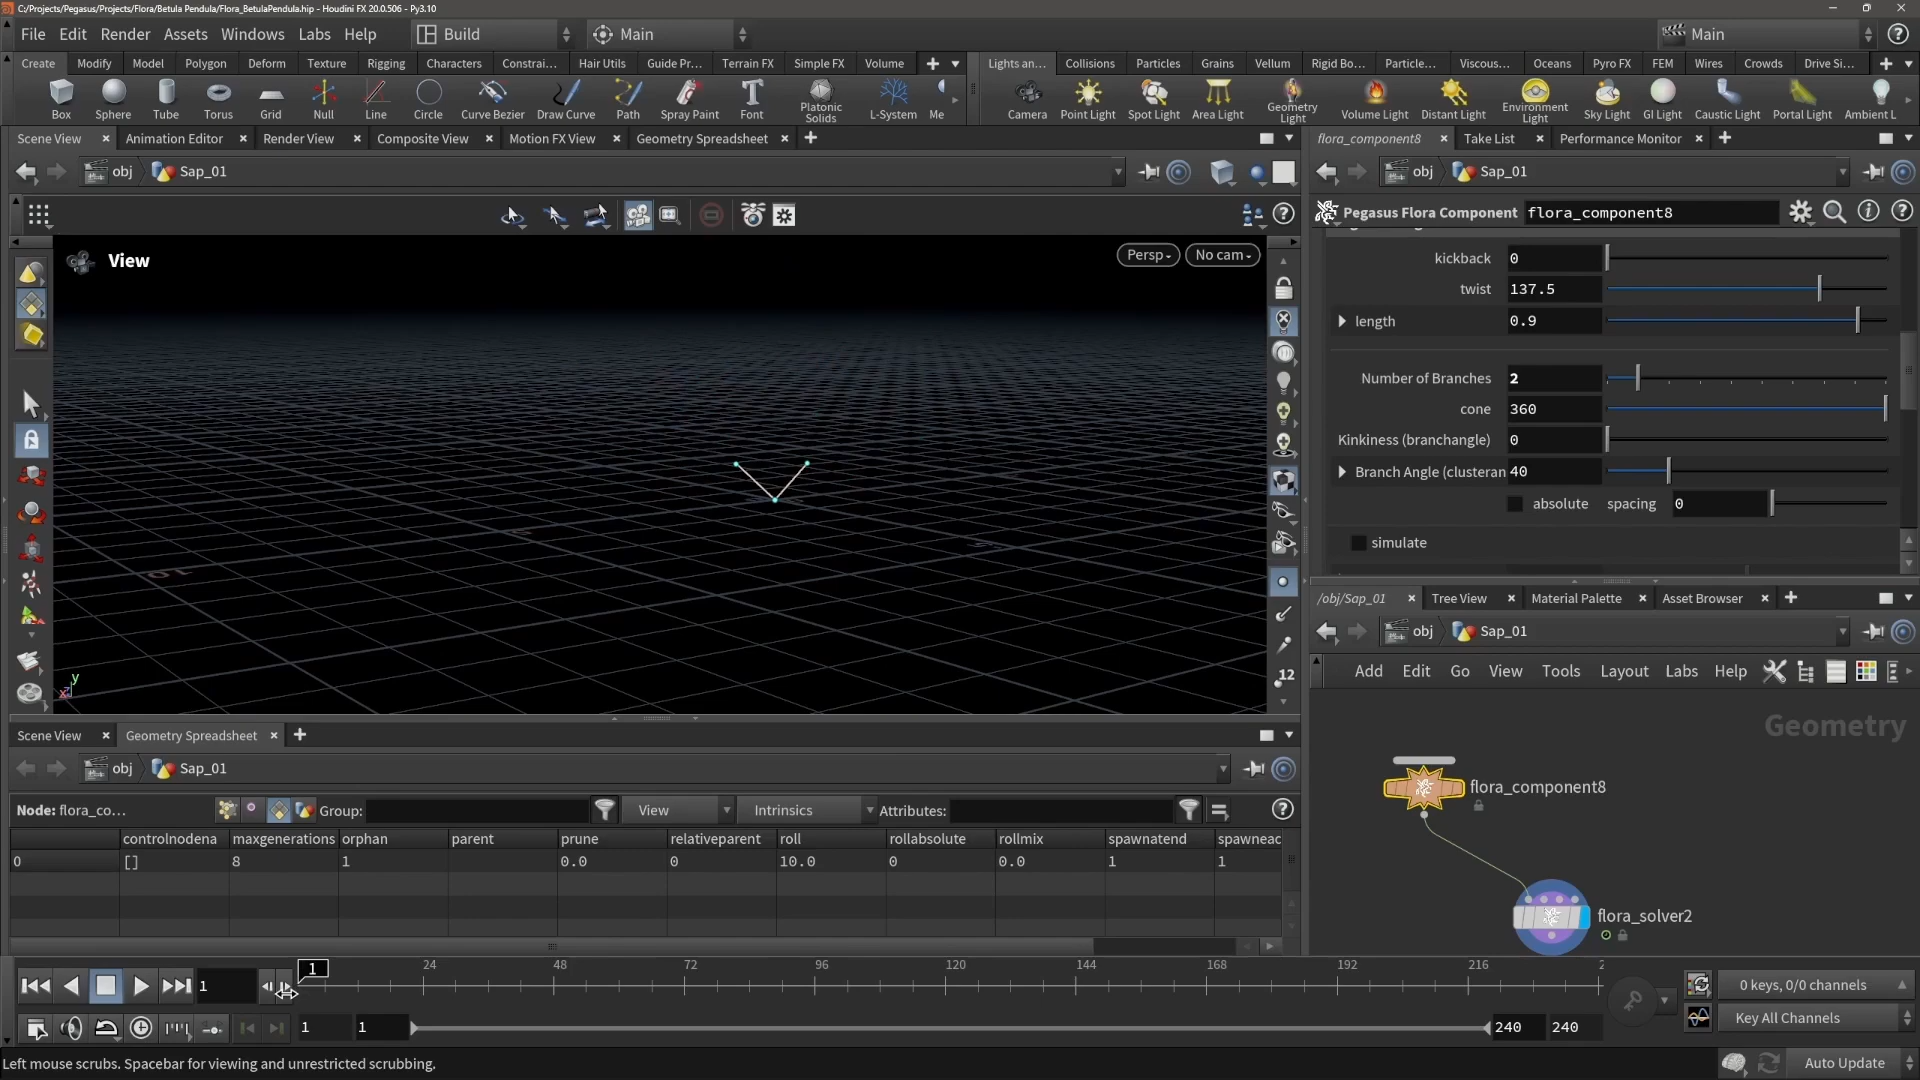 C:/Projects/Pegasus/Projects/Flora/Betula Pendula/Flora_BetulaPendula.hip - Houdini FX 20.0.506 - Py3.10
File Edit Render Assets Windows Labs Help Build Main Main
Create Modify Model Polygon Deform Texture Rigging Characters Constrai... Hair Utils Guide Pr... Terrain FX Simple FX Volume Lights an... Collisions Particles Grains Vellum Rigid Bo... Particle... Viscous... Oceans Pyro FX FEM Wires Crowds Drive Si...
Box Sphere Tube Torus Grid Null Line Circle Curve Bezier Draw Curve Path Spray Paint Font Platonic Solids L-System Me Camera Point Light Spot Light Area Light Geometry Light Volume Light Distant Light Environment Light Sky Light GI Light Caustic Light Portal Light Ambient L
Scene View Animation Editor Render View Composite View Motion FX View Geometry Spreadsheet
obj Sap_01
View
Persp No cam
12
y
x
z
10
flora_component8 Take List Performance Monitor
obj Sap_01
Pegasus Flora Component flora_component8
kickback 0
twist 137.5
length 0.9
Number of Branches 2
cone 360
Kinkiness (branchangle) 0
Branch Angle (clusteran 40
absolute spacing 0
simulate
/obj/Sap_01 Tree View Material Palette Asset Browser
obj Sap_01
Add Edit Go View Tools Layout Labs Help
Geometry
flora_component8
flora_solver2
Scene View Geometry Spreadsheet
obj Sap_01
Node: flora_co... Group: View Intrinsics Attributes:
controlnodena maxgenerations orphan parent prune relativeparent roll rollabsolute rollmix spawnatend spawneac
0 [] 8 1 0.0 0 10.0 0 0.0 1 1
1 1 24 48 72 96 120 144 168 192 216 2
0 keys, 0/0 channels
1 1 240 240
Key All Channels
Left mouse scrubs. Spacebar for viewing and unrestricted scrubbing.
Auto Update